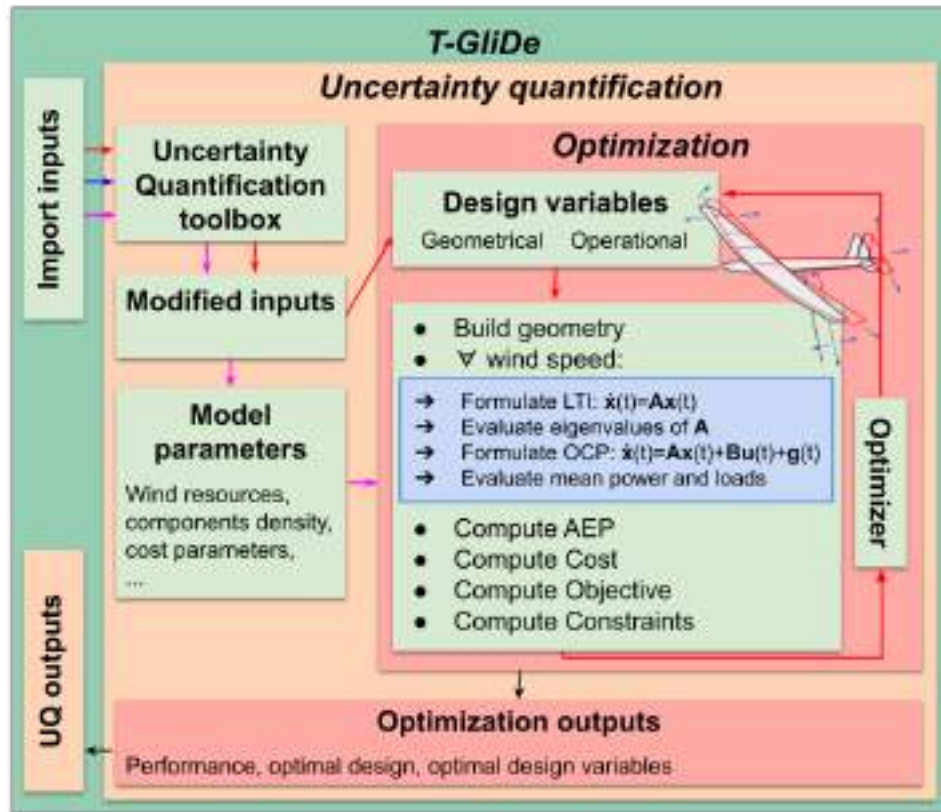 T-GliDe
Uncertainty quantification
Import inputs
Uncertainty
Quantification
toolbox
Modified inputs
Model
parameters
Wind resources,
components density,
cost parameters,
...
Optimization
Design variables
Geometrical Operational
● Build geometry
● ∀ wind speed:
➔ Formulate LTI: ẋ(t)=Ax(t)
➔ Evaluate eigenvalues of A
➔ Formulate OCP: ẋ(t)=Ax(t)+Bu(t)+g(t)
➔ Evaluate mean power and loads
● Compute AEP
● Compute Cost
● Compute Objective
● Compute Constraints
Optimizer
Optimization outputs
Performance, optimal design, optimal design variables
UQ outputs